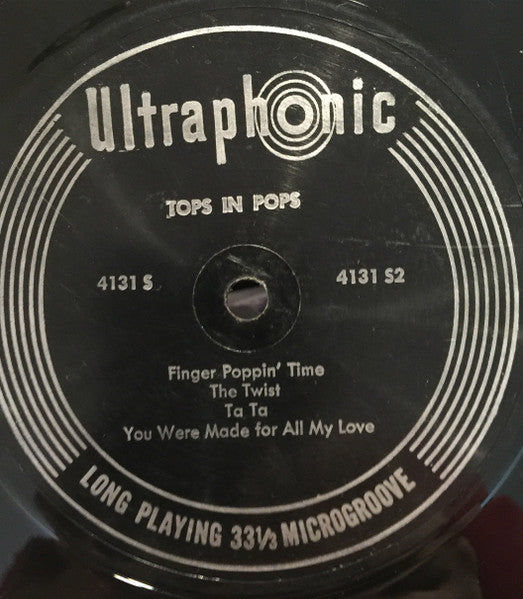 Ultraphonic
TOPS IN POPS
4131 S
4131 S2
Finger Poppin' Time
The Twist
Ta Ta
You Were Made for All My Love
LONG PLAYING 33⅓ MICROGROOVE